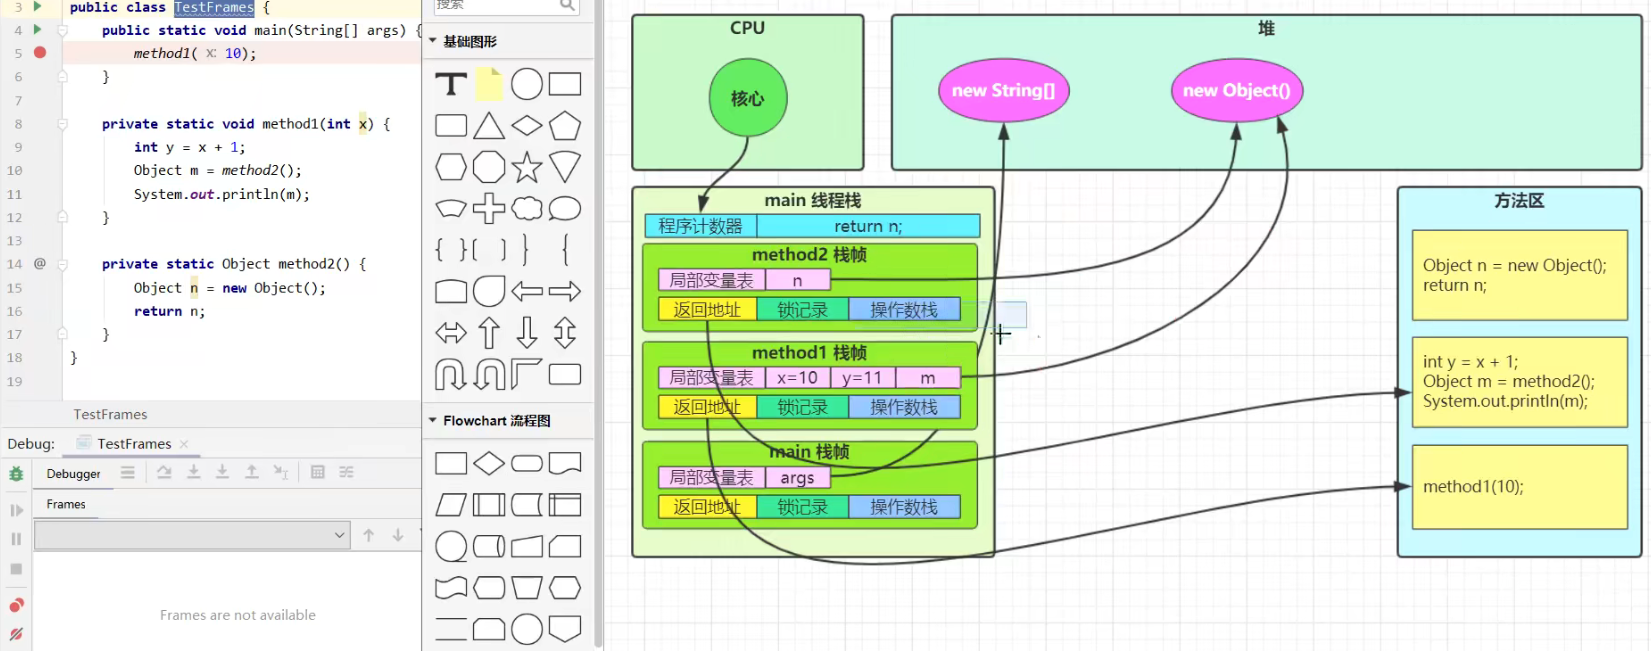 3 public class TestFrames {
4 public static void main(String[] args) {
5 method1( x: 10);
6 }
7
8 private static void method1(int x) {
9 int y = x + 1;
10 Object m = method2();
11 System.out.println(m);
12 }
13
14 @ private static Object method2() {
15 Object n = new Object();
16 return n;
17 }
18 }
19
TestFrames
Debug: TestFrames ×
Debugger
Frames
Frames are not available
搜索
基础图形
T
Flowchart 流程图
CPU
核心
堆
new String[]
new Object()
main 线程栈
程序计数器 return n;
method2 栈帧
局部变量表 n
返回地址 锁记录 操作数栈
method1 栈帧
局部变量表 x=10 y=11 m
返回地址 锁记录 操作数栈
main 栈帧
局部变量表 args
返回地址 锁记录 操作数栈
方法区
Object n = new Object();
return n;
int y = x + 1;
Object m = method2();
System.out.println(m);
method1(10);